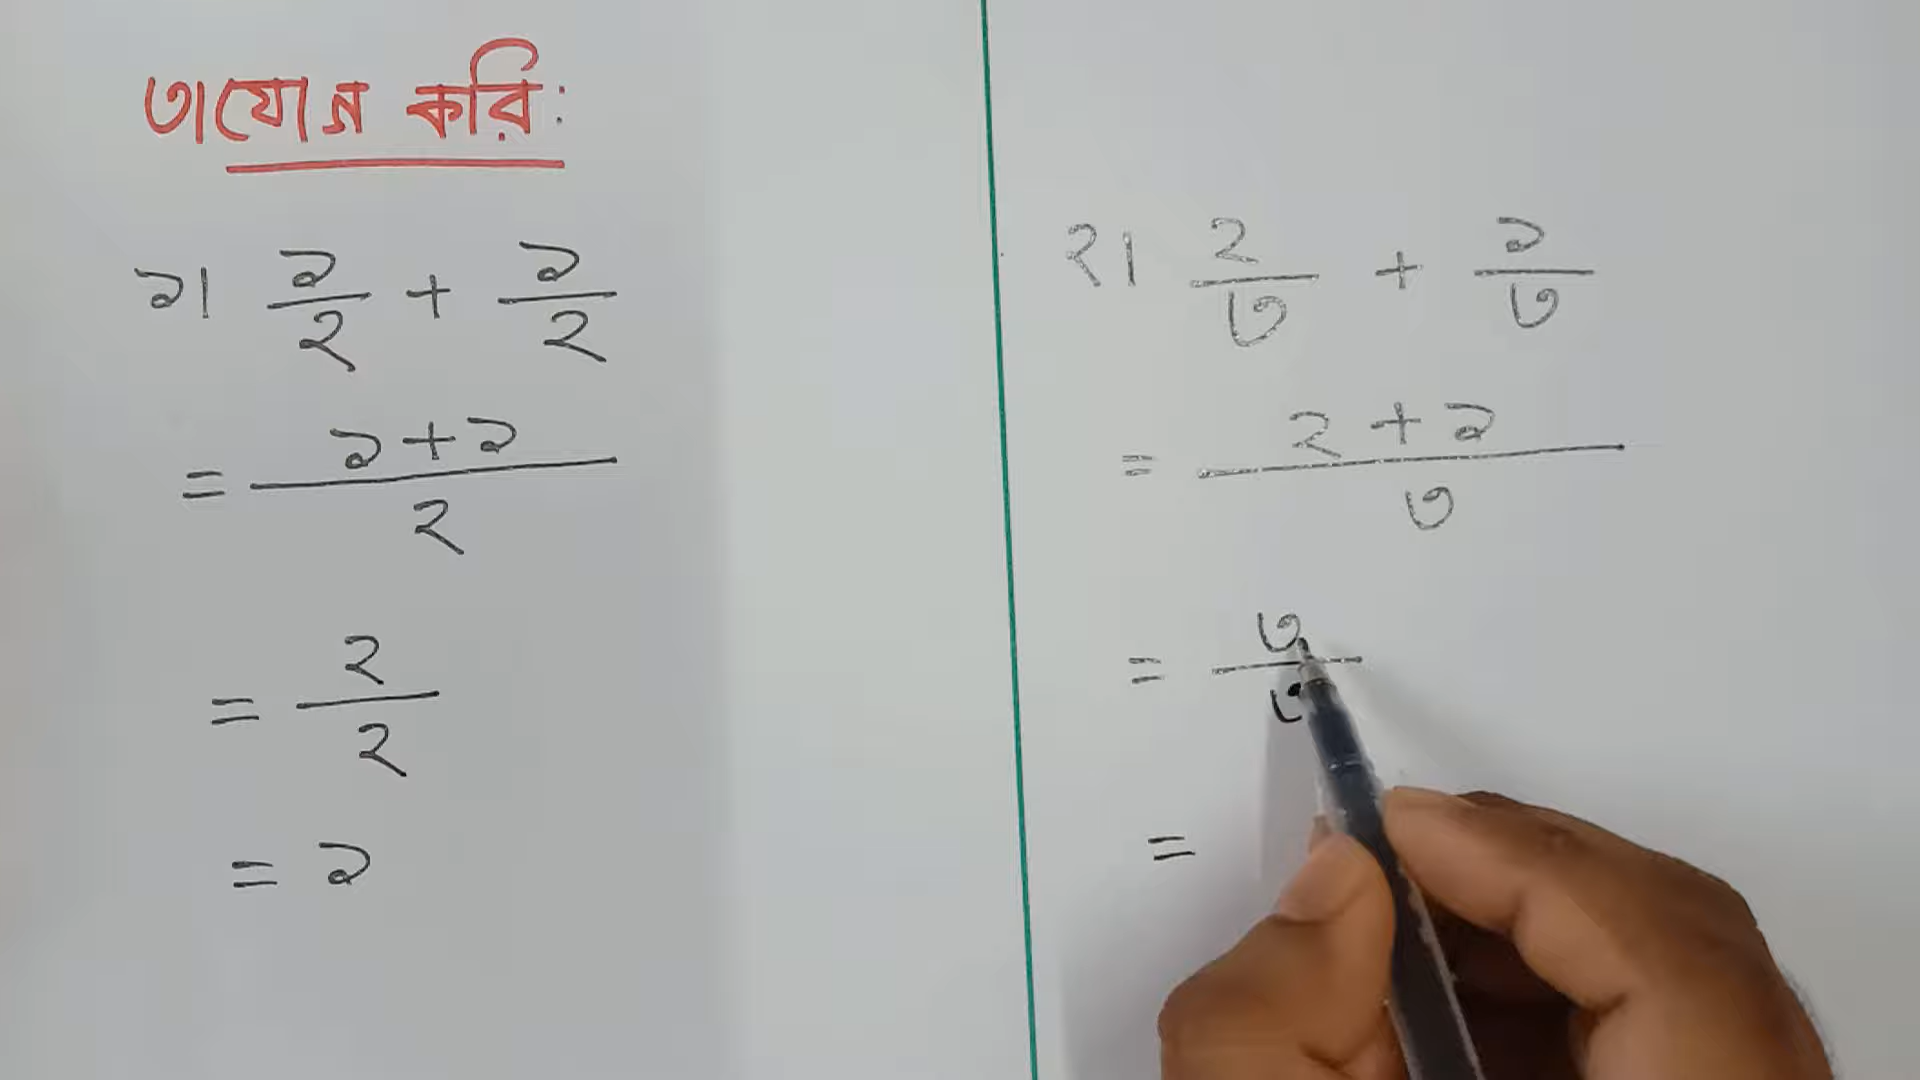 তাযোগ করি:
১। ১/২ + ১/২
= ১+১/২
= ২/২
= ১
২। ২/৩ + ১/৩
= ২+১/৩
= ৩/৩
=